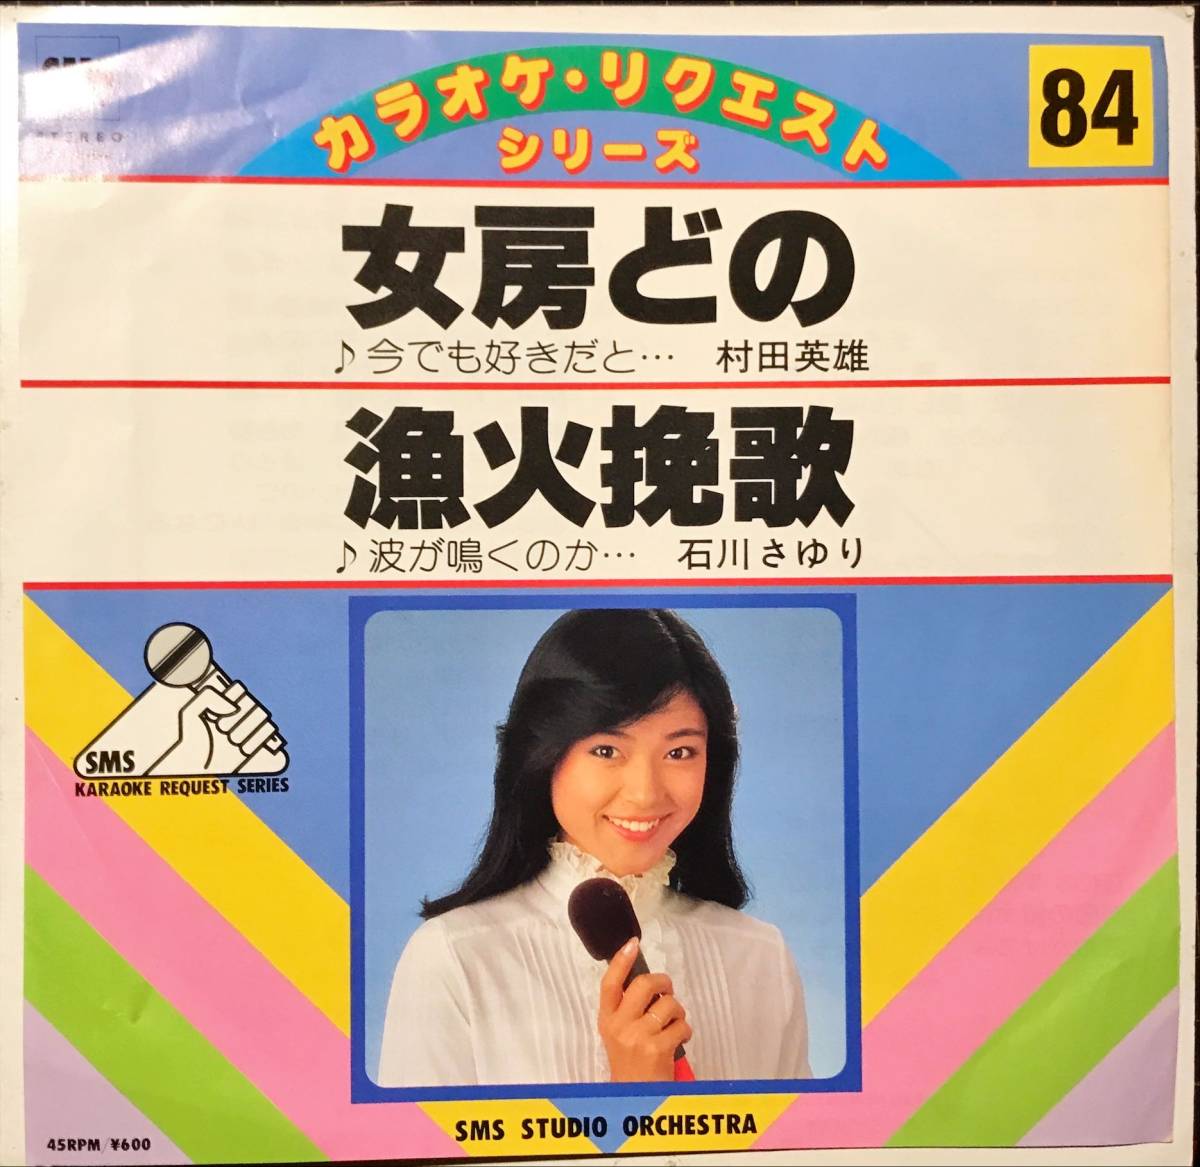 STEREO
カラオケ・リクエスト
シリーズ
84
女房どの
♪今でも好きだと… 村田英雄
漁火挽歌
♪波が鳴くのか… 石川さゆり
SMS
KARAOKE REQUEST SERIES
SMS STUDIO ORCHESTRA
45RPM/¥600